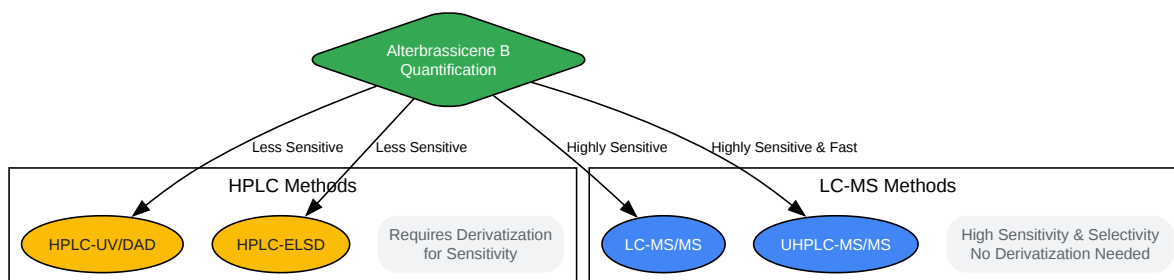 Alterbrassicene B
Quantification
Less Sensitive
Less Sensitive
Highly Sensitive
Highly Sensitive & Fast
HPLC Methods
LC-MS Methods
HPLC-UV/DAD
HPLC-ELSD
Requires Derivatization
for Sensitivity
LC-MS/MS
UHPLC-MS/MS
High Sensitivity & Selectivity
No Derivatization Needed